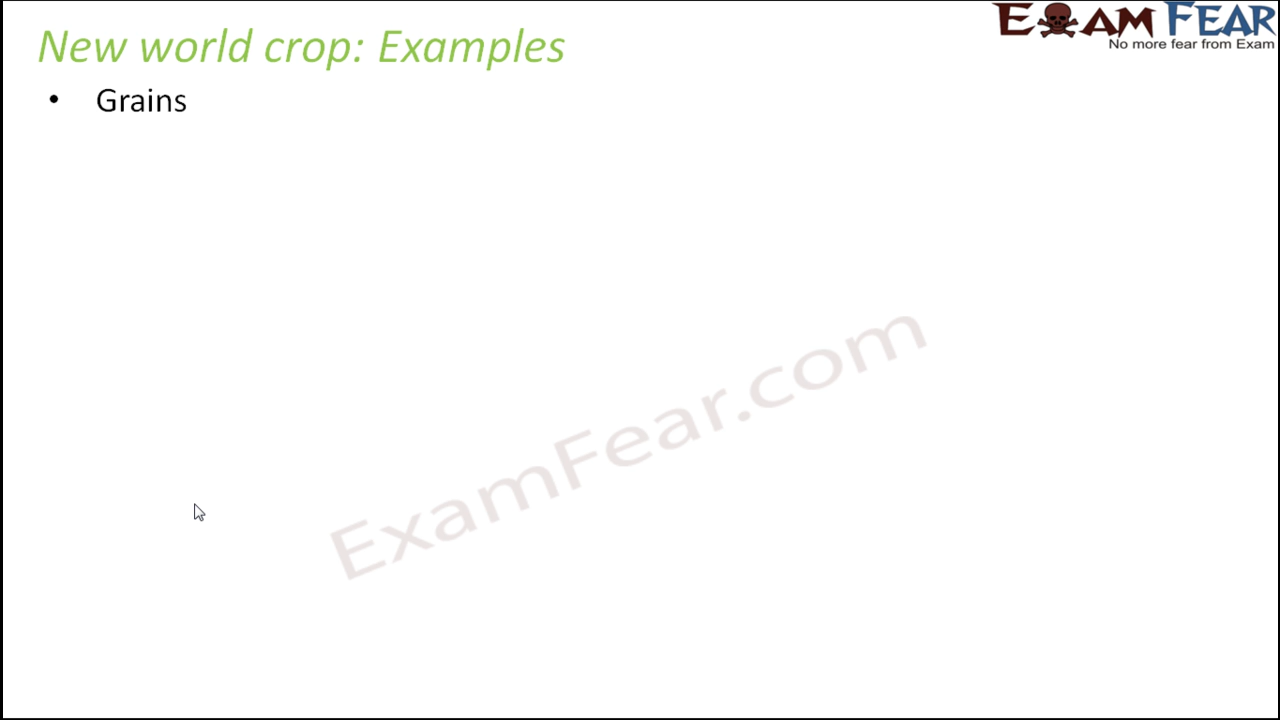 New world crop: Examples
EXAM FEAR
No more fear from Exam
• Grains
ExamFear.com